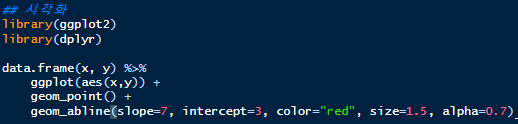 ## 시각화
library(ggplot2)
library(dplyr)
data.frame(x, y) %>%
    ggplot(aes(x,y)) +
    geom_point() +
    geom_abline(slope=7, intercept=3, color="red", size=1.5, alpha=0.7)